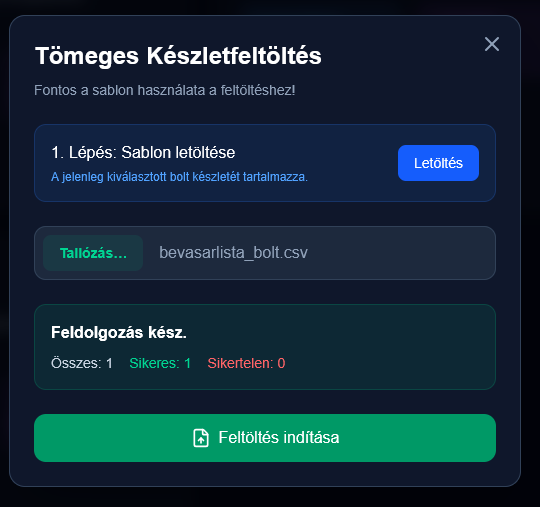 Tömeges Készletfeltöltés
Fontos a sablon használata a feltöltéshez!
1. Lépés: Sablon letöltése
A jelenleg kiválasztott bolt készletét tartalmazza.
Letöltés
Tallózás... bevasarlista_bolt.csv
Feldolgozás kész.
Összes: 1 Sikeres: 1 Sikertelen: 0
Feltöltés indítása